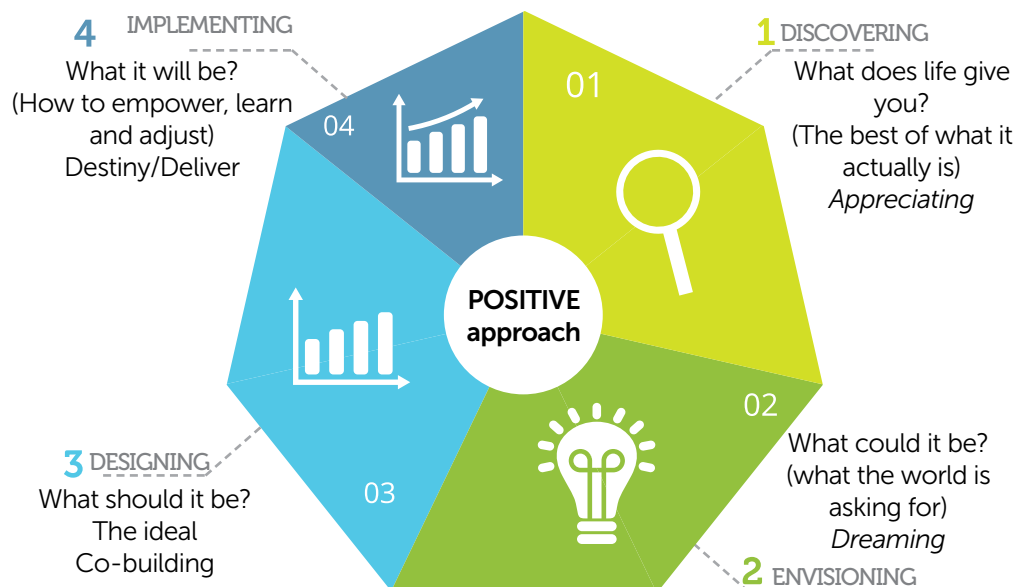 4 IMPLEMENTING
What it will be?
(How to empower, learn
and adjust)
Destiny/Deliver
1 DISCOVERING
What does life give
you?
(The best of what it
actually is)
Appreciating
01
04
POSITIVE
approach
02
03
3 DESIGNING
What should it be?
The ideal
Co-building
What could it be?
(what the world is
asking for)
Dreaming
2 ENVISIONING